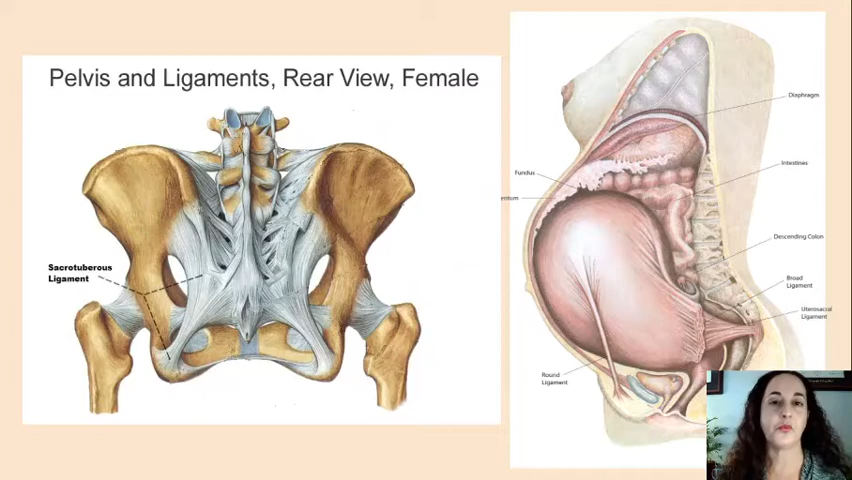 Pelvis and Ligaments, Rear View, Female
Sacrotuberous
Ligament
Diaphragm
Fundus
Intestines
entum
Descending Colon
Broad
Ligament
Uterosacral
Ligament
Round
Ligament